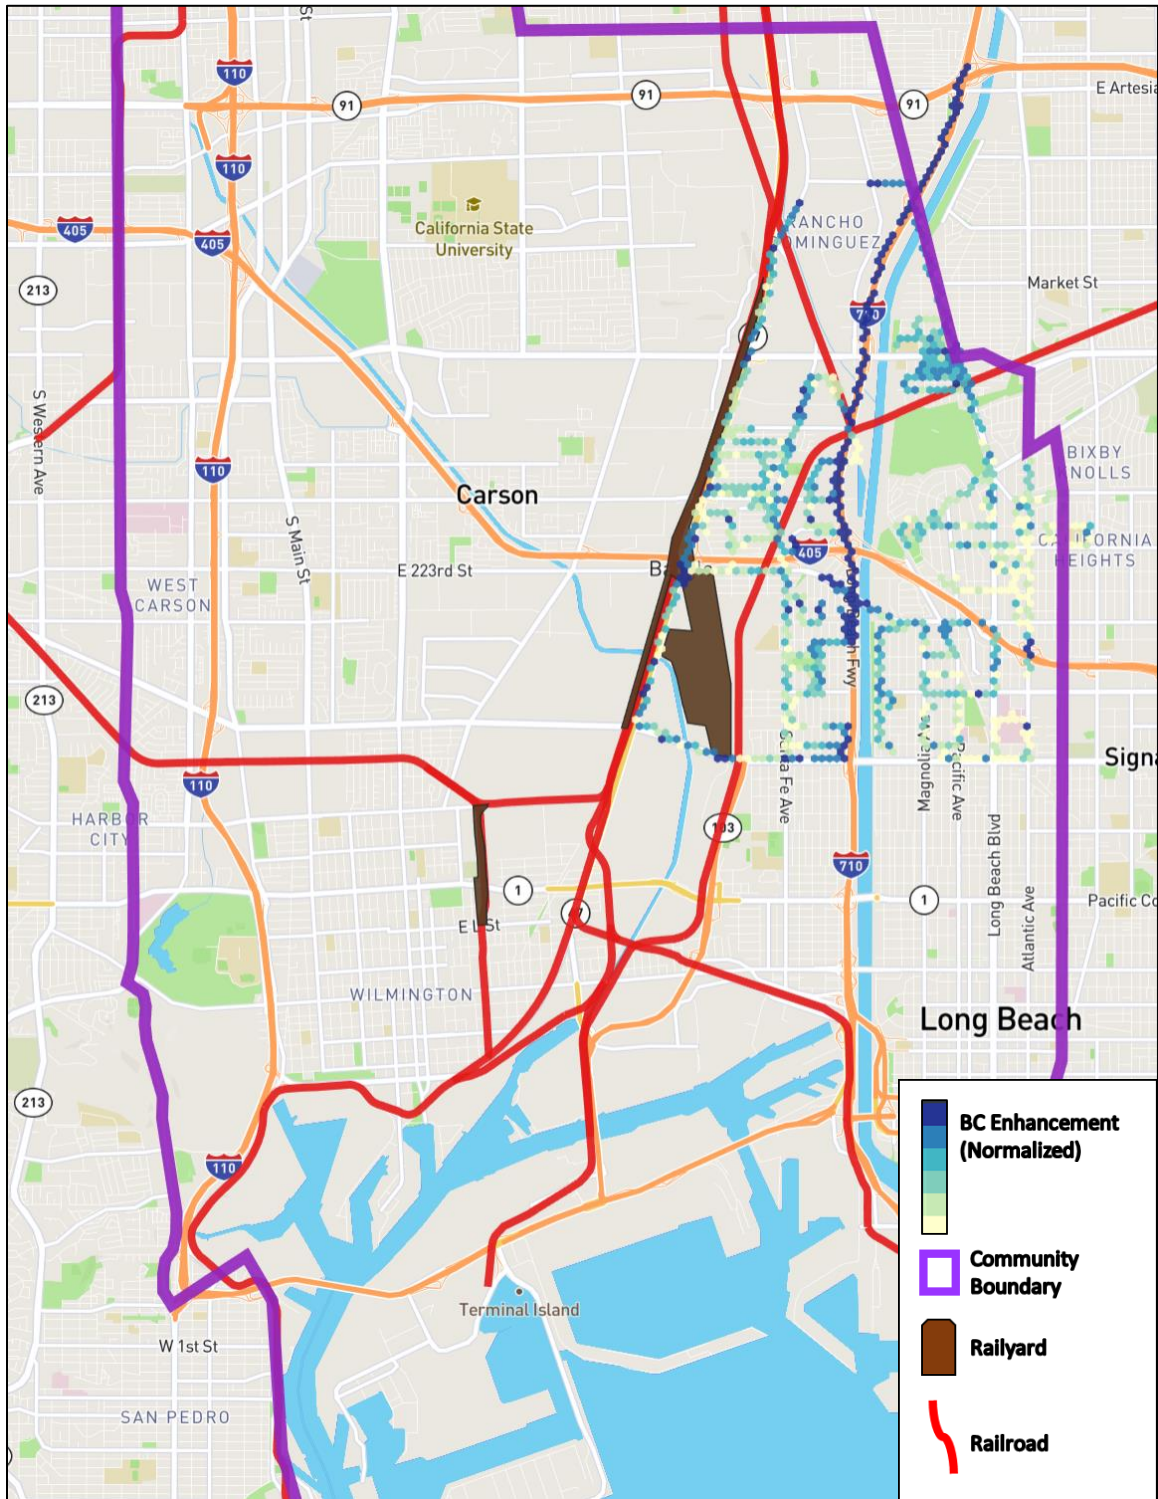 St
110
91
91
91
E Artesia
110
California State
University
405
405
RANCHO
DOMINGUEZ
213
Market St
710
S Western Ave
BIXBY
KNOLLS
110
Carson
S Main St
405
CALIFORNIA
HEIGHTS
E 223rd St
WEST
CARSON
Fwy
213
Santa Fe Ave
Magnolia
Pacific Ave
Signa
110
HARBOR
CITY
103
Long Beach Blvd
710
1
1
Atlantic Ave
Pacific Co
47
E L St
WILMINGTON
Long Beach
213
110
Terminal Island
W 1st St
SAN PEDRO
BC Enhancement
(Normalized)
Community
Boundary
Railyard
Railroad